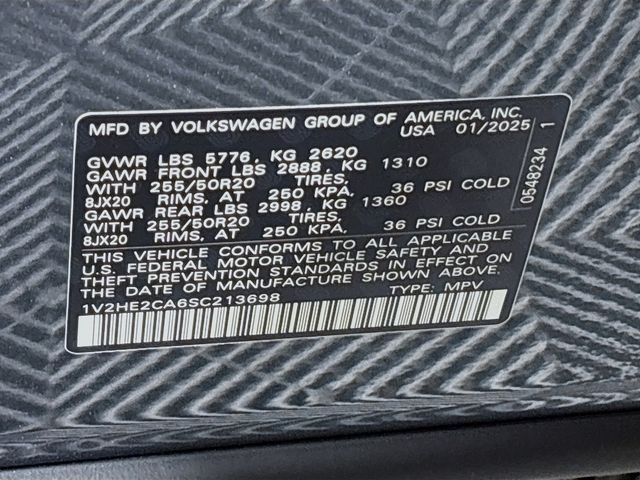 MFD BY VOLKSWAGEN GROUP OF AMERICA, INC.
USA 01/2025
GVWR LBS 5776, KG 2620
GAWR FRONT LBS 2888, KG 1310
WITH 255/50R20 TIRES,
8JX20 RIMS, AT 250 KPA, 36 PSI COLD
GAWR REAR LBS 2998, KG 1360
WITH 255/50R20 TIRES,
8JX20 RIMS, AT 250 KPA, 36 PSI COLD
THIS VEHICLE CONFORMS TO ALL APPLICABLE
U.S. FEDERAL MOTOR VEHICLE SAFETY AND
THEFT PREVENTION STANDARDS IN EFFECT ON
THE DATE OF MANUFACTURE SHOWN ABOVE.
1V2HE2CA6SC213698 TYPE: MPV
0548234 1